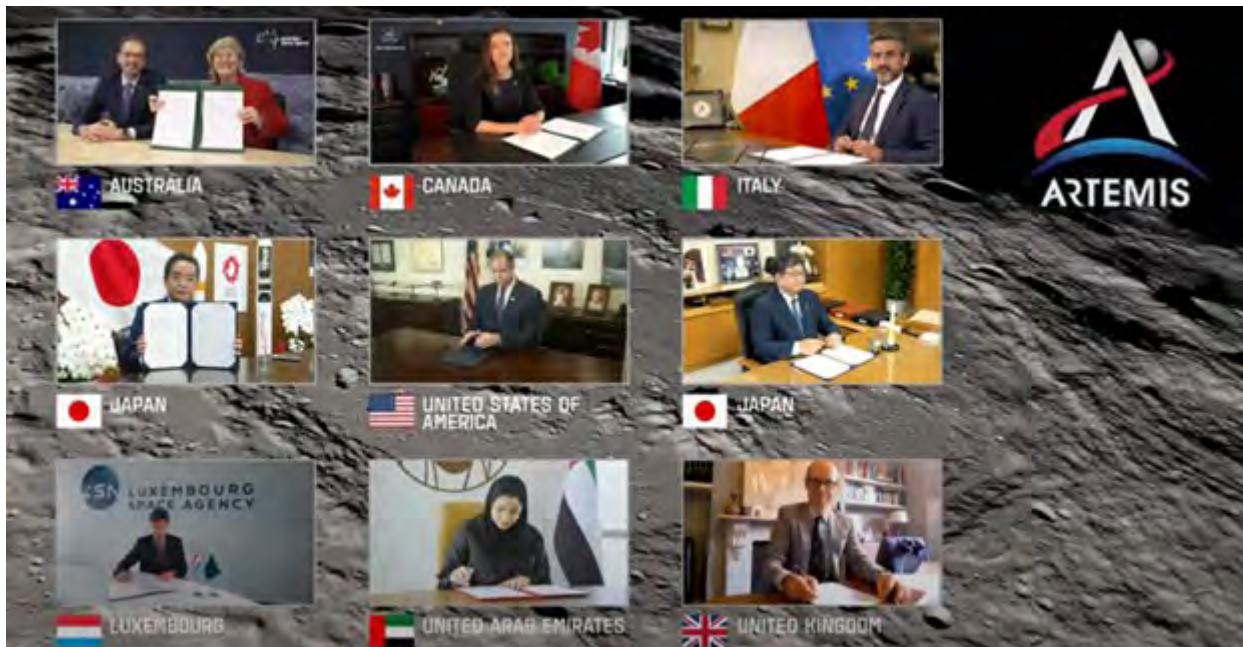 AUSTRALIA
CANADA
ITALY
ARTEMIS
JAPAN
UNITED STATES OF
AMERICA
JAPAN
LUXEMBOURG
SPACE AGENCY
LUXEMBOURG
UNITED ARAB EMIRATES
UNITED KINGDOM